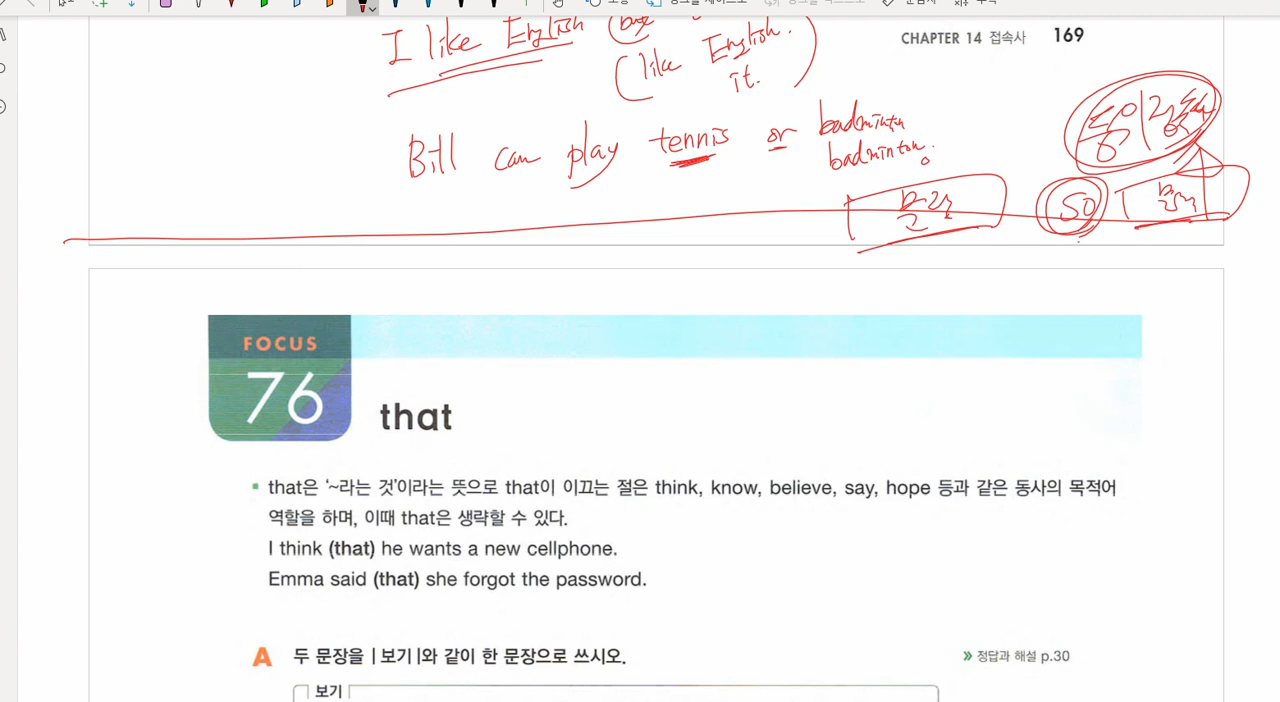 CHAPTER 14 접속사 169
I like English
(like English.
it.
Bill can play tennis or badminton
badminton.
so
FOCUS
76
that
that은 '~라는 것'이라는 뜻으로 that이 이끄는 절은 think, know, believe, say, hope 등과 같은 동사의 목적어
역할을 하며, 이때 that은 생략할 수 있다.
I think (that) he wants a new cellphone.
Emma said (that) she forgot the password.
A 두 문장을 |보기|와 같이 한 문장으로 쓰시오.
» 정답과 해설 p.30
보기